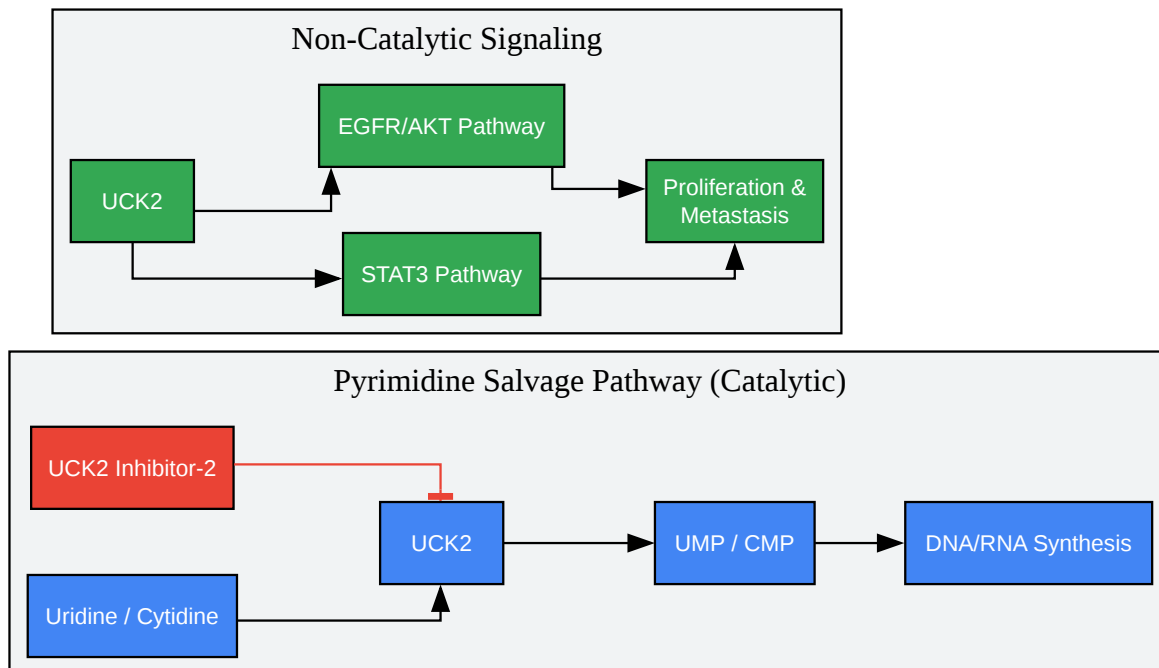 Non-Catalytic Signaling
EGFR/AKT Pathway
UCK2
Proliferation &
Metastasis
STAT3 Pathway
Pyrimidine Salvage Pathway (Catalytic)
UCK2 Inhibitor-2
UCK2
UMP / CMP
DNA/RNA Synthesis
Uridine / Cytidine